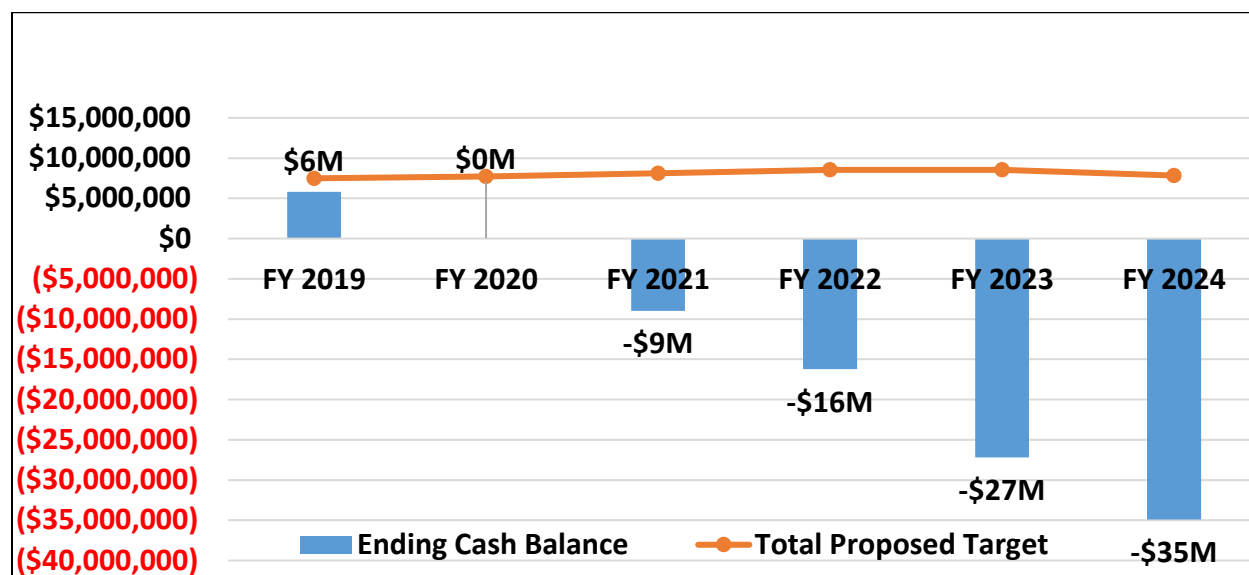 $15,000,000
$10,000,000
$5,000,000
$0
($5,000,000)
($10,000,000)
($15,000,000)
($20,000,000)
($25,000,000)
($30,000,000)
($35,000,000)
($40,000,000)
$6M
$0M
-$9M
-$16M
-$27M
-$35M
FY 2019
FY 2020
FY 2021
FY 2022
FY 2023
FY 2024
Ending Cash Balance
Total Proposed Target